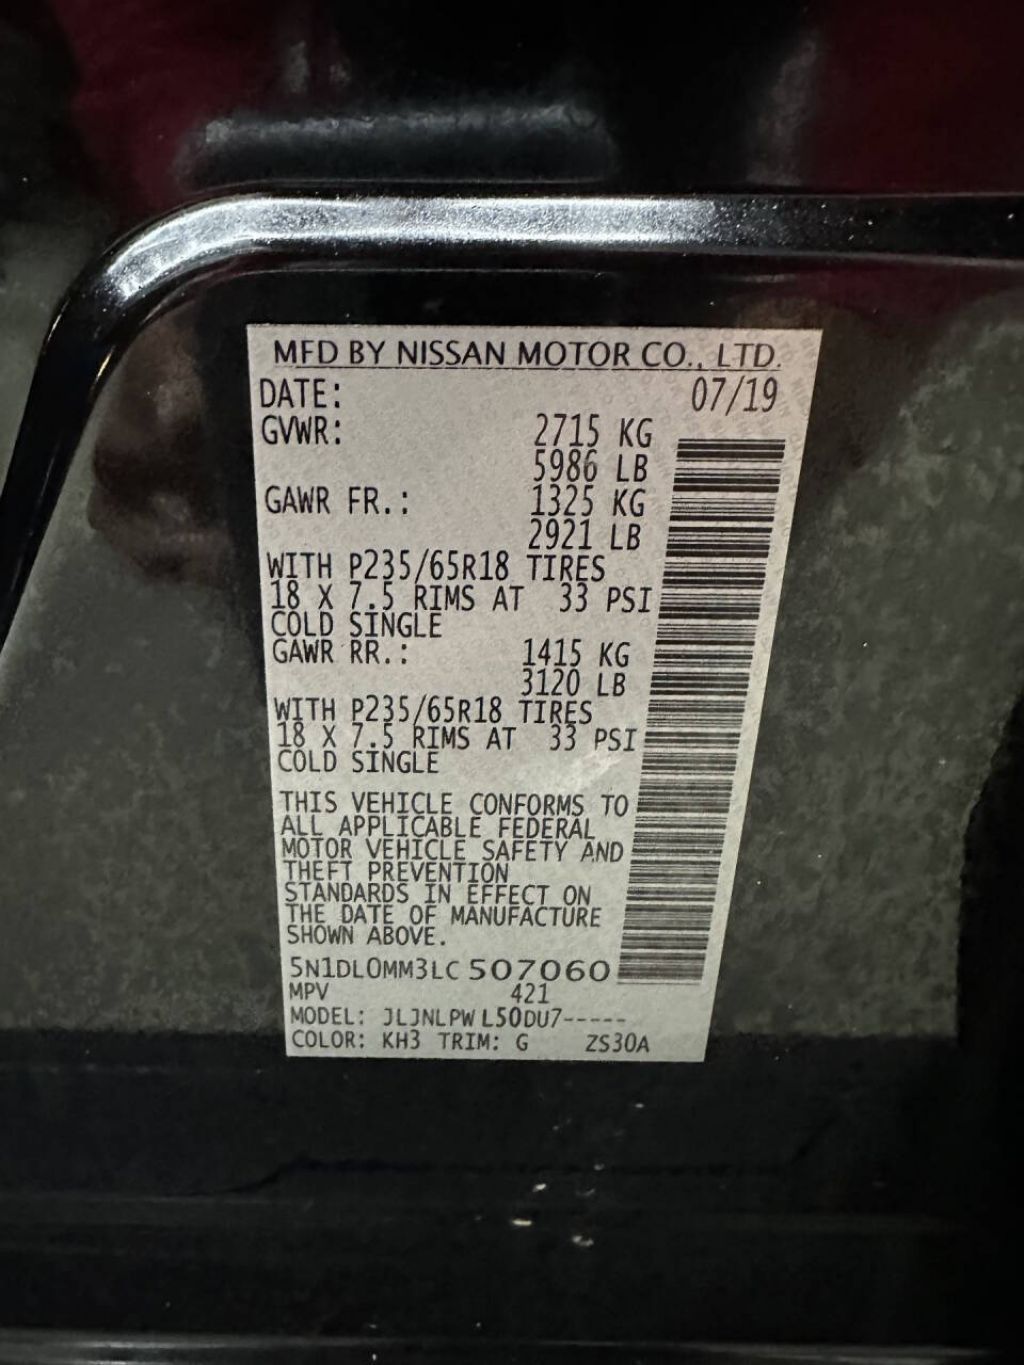 MFD BY NISSAN MOTOR CO., LTD.
DATE: 07/19
GVWR: 2715 KG
5986 LB
GAWR FR.: 1325 KG
2921 LB
WITH P235/65R18 TIRES
18 X 7.5 RIMS AT 33 PSI
COLD SINGLE
GAWR RR.: 1415 KG
3120 LB
WITH P235/65R18 TIRES
18 X 7.5 RIMS AT 33 PSI
COLD SINGLE
THIS VEHICLE CONFORMS TO
ALL APPLICABLE FEDERAL
MOTOR VEHICLE SAFETY AND
THEFT PREVENTION
STANDARDS IN EFFECT ON
THE DATE OF MANUFACTURE
SHOWN ABOVE.
5N1DL0MM3LC 507060
MPV 421
MODEL: JLJNLPW L50DU7-----
COLOR: KH3 TRIM: G ZS30A